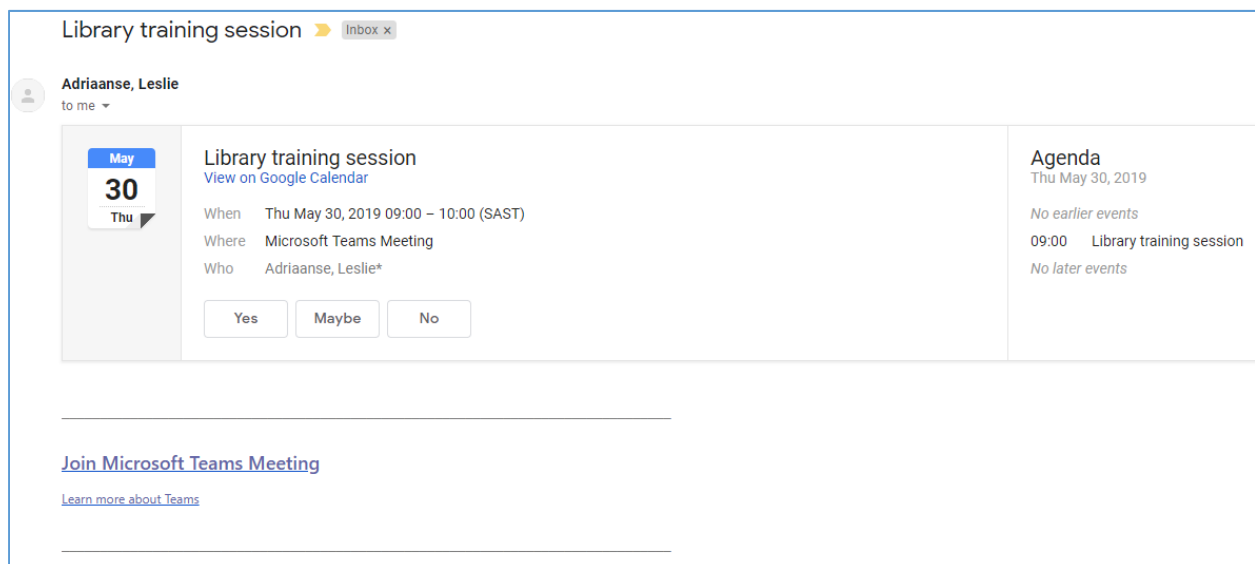 Library training session Inbox x
Adriaanse, Leslie
to me
May
30
Thu
Library training session
View on Google Calendar
When Thu May 30, 2019 09:00 – 10:00 (SAST)
Where Microsoft Teams Meeting
Who Adriaanse, Leslie*
Yes Maybe No
Agenda
Thu May 30, 2019
No earlier events
09:00 Library training session
No later events
Join Microsoft Teams Meeting
Learn more about Teams